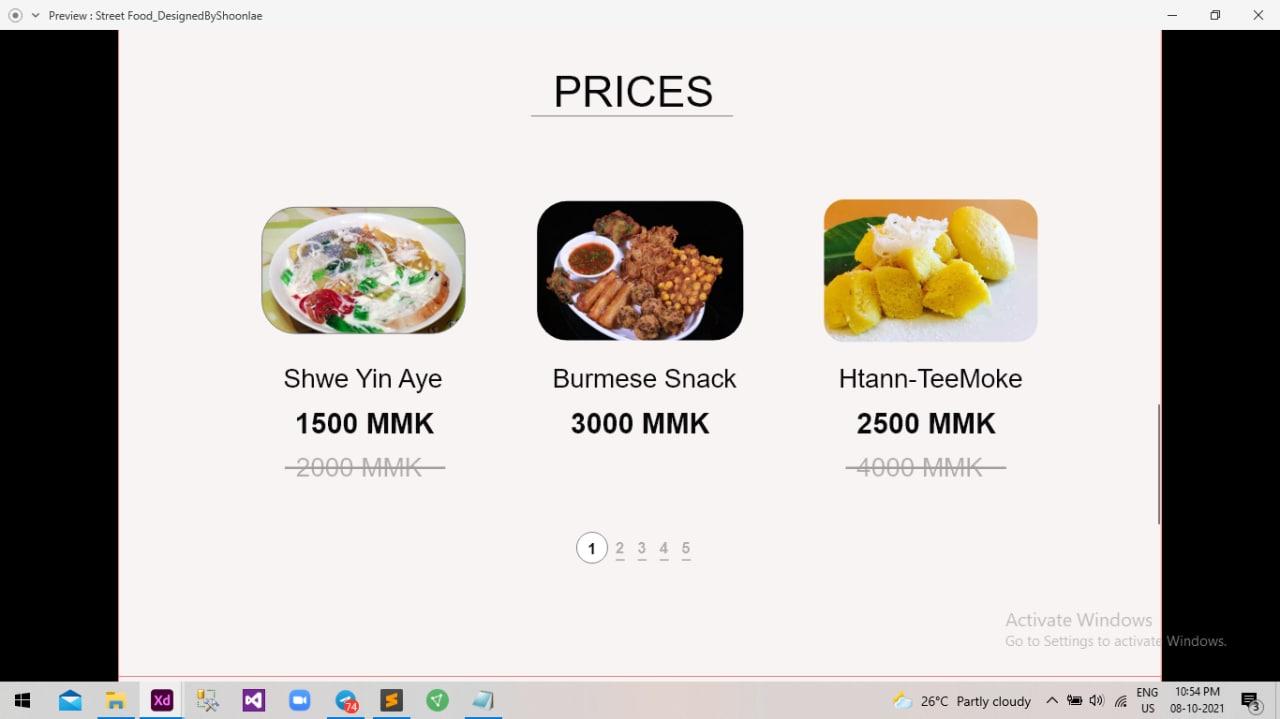 Preview : Street Food_DesignedByShoonlae
PRICES
Shwe Yin Aye
1500 MMK
2000 MMK
Burmese Snack
3000 MMK
Htann-TeeMoke
2500 MMK
4000 MMK
1 2 3 4 5
Activate Windows
Go to Settings to activate Windows.
Xd
74
26°C Partly cloudy
ENG
US
10:54 PM
08-10-2021
3